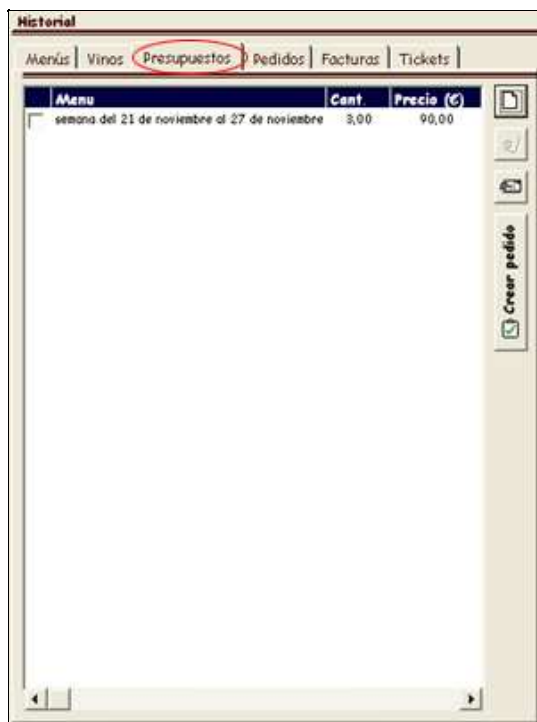 Historial
Menús Vinos Presupuestos Pedidos Facturas Tickets
Menu Cant. Precio (€)
semana del 21 de noviembre al 27 de noviembre 3,00 90,00
Crear pedido